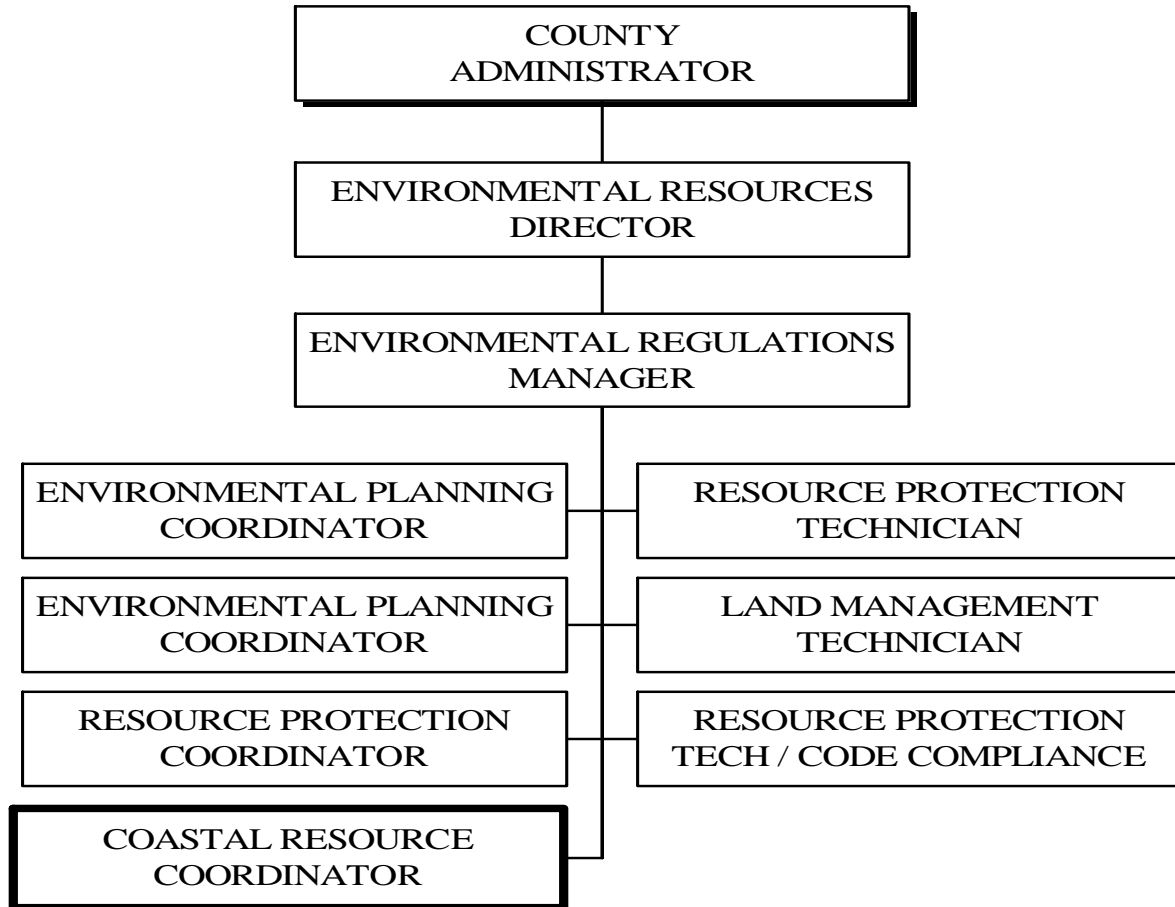 COUNTY
ADMINISTRATOR
ENVIRONMENTAL RESOURCES
DIRECTOR
ENVIRONMENTAL REGULATIONS
MANAGER
ENVIRONMENTAL PLANNING
COORDINATOR
RESOURCE PROTECTION
TECHNICIAN
ENVIRONMENTAL PLANNING
COORDINATOR
LAND MANAGEMENT
TECHNICIAN
RESOURCE PROTECTION
COORDINATOR
RESOURCE PROTECTION
TECH / CODE COMPLIANCE
COASTAL RESOURCE
COORDINATOR